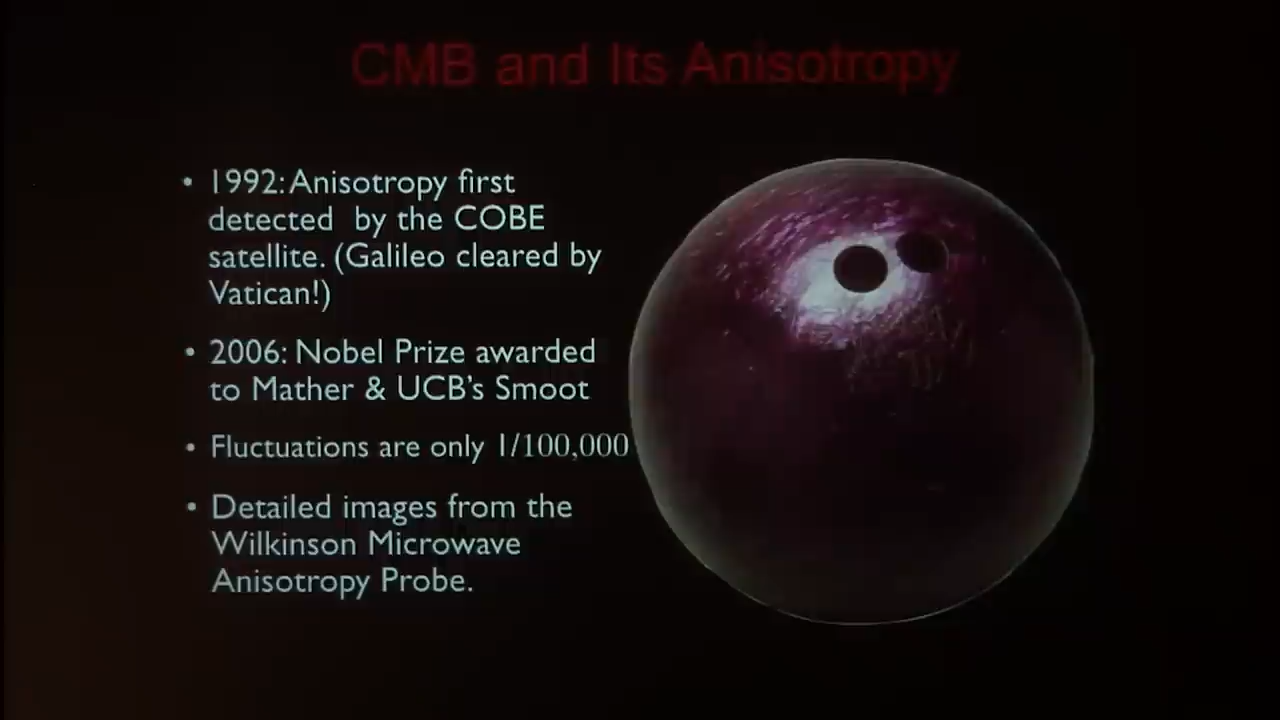 CMB and Its Anisotropy
• 1992: Anisotropy first
detected by the COBE
satellite. (Galileo cleared by
Vatican!)
• 2006: Nobel Prize awarded
to Mather & UCB's Smoot
• Fluctuations are only 1/100,000
• Detailed images from the
Wilkinson Microwave
Anisotropy Probe.